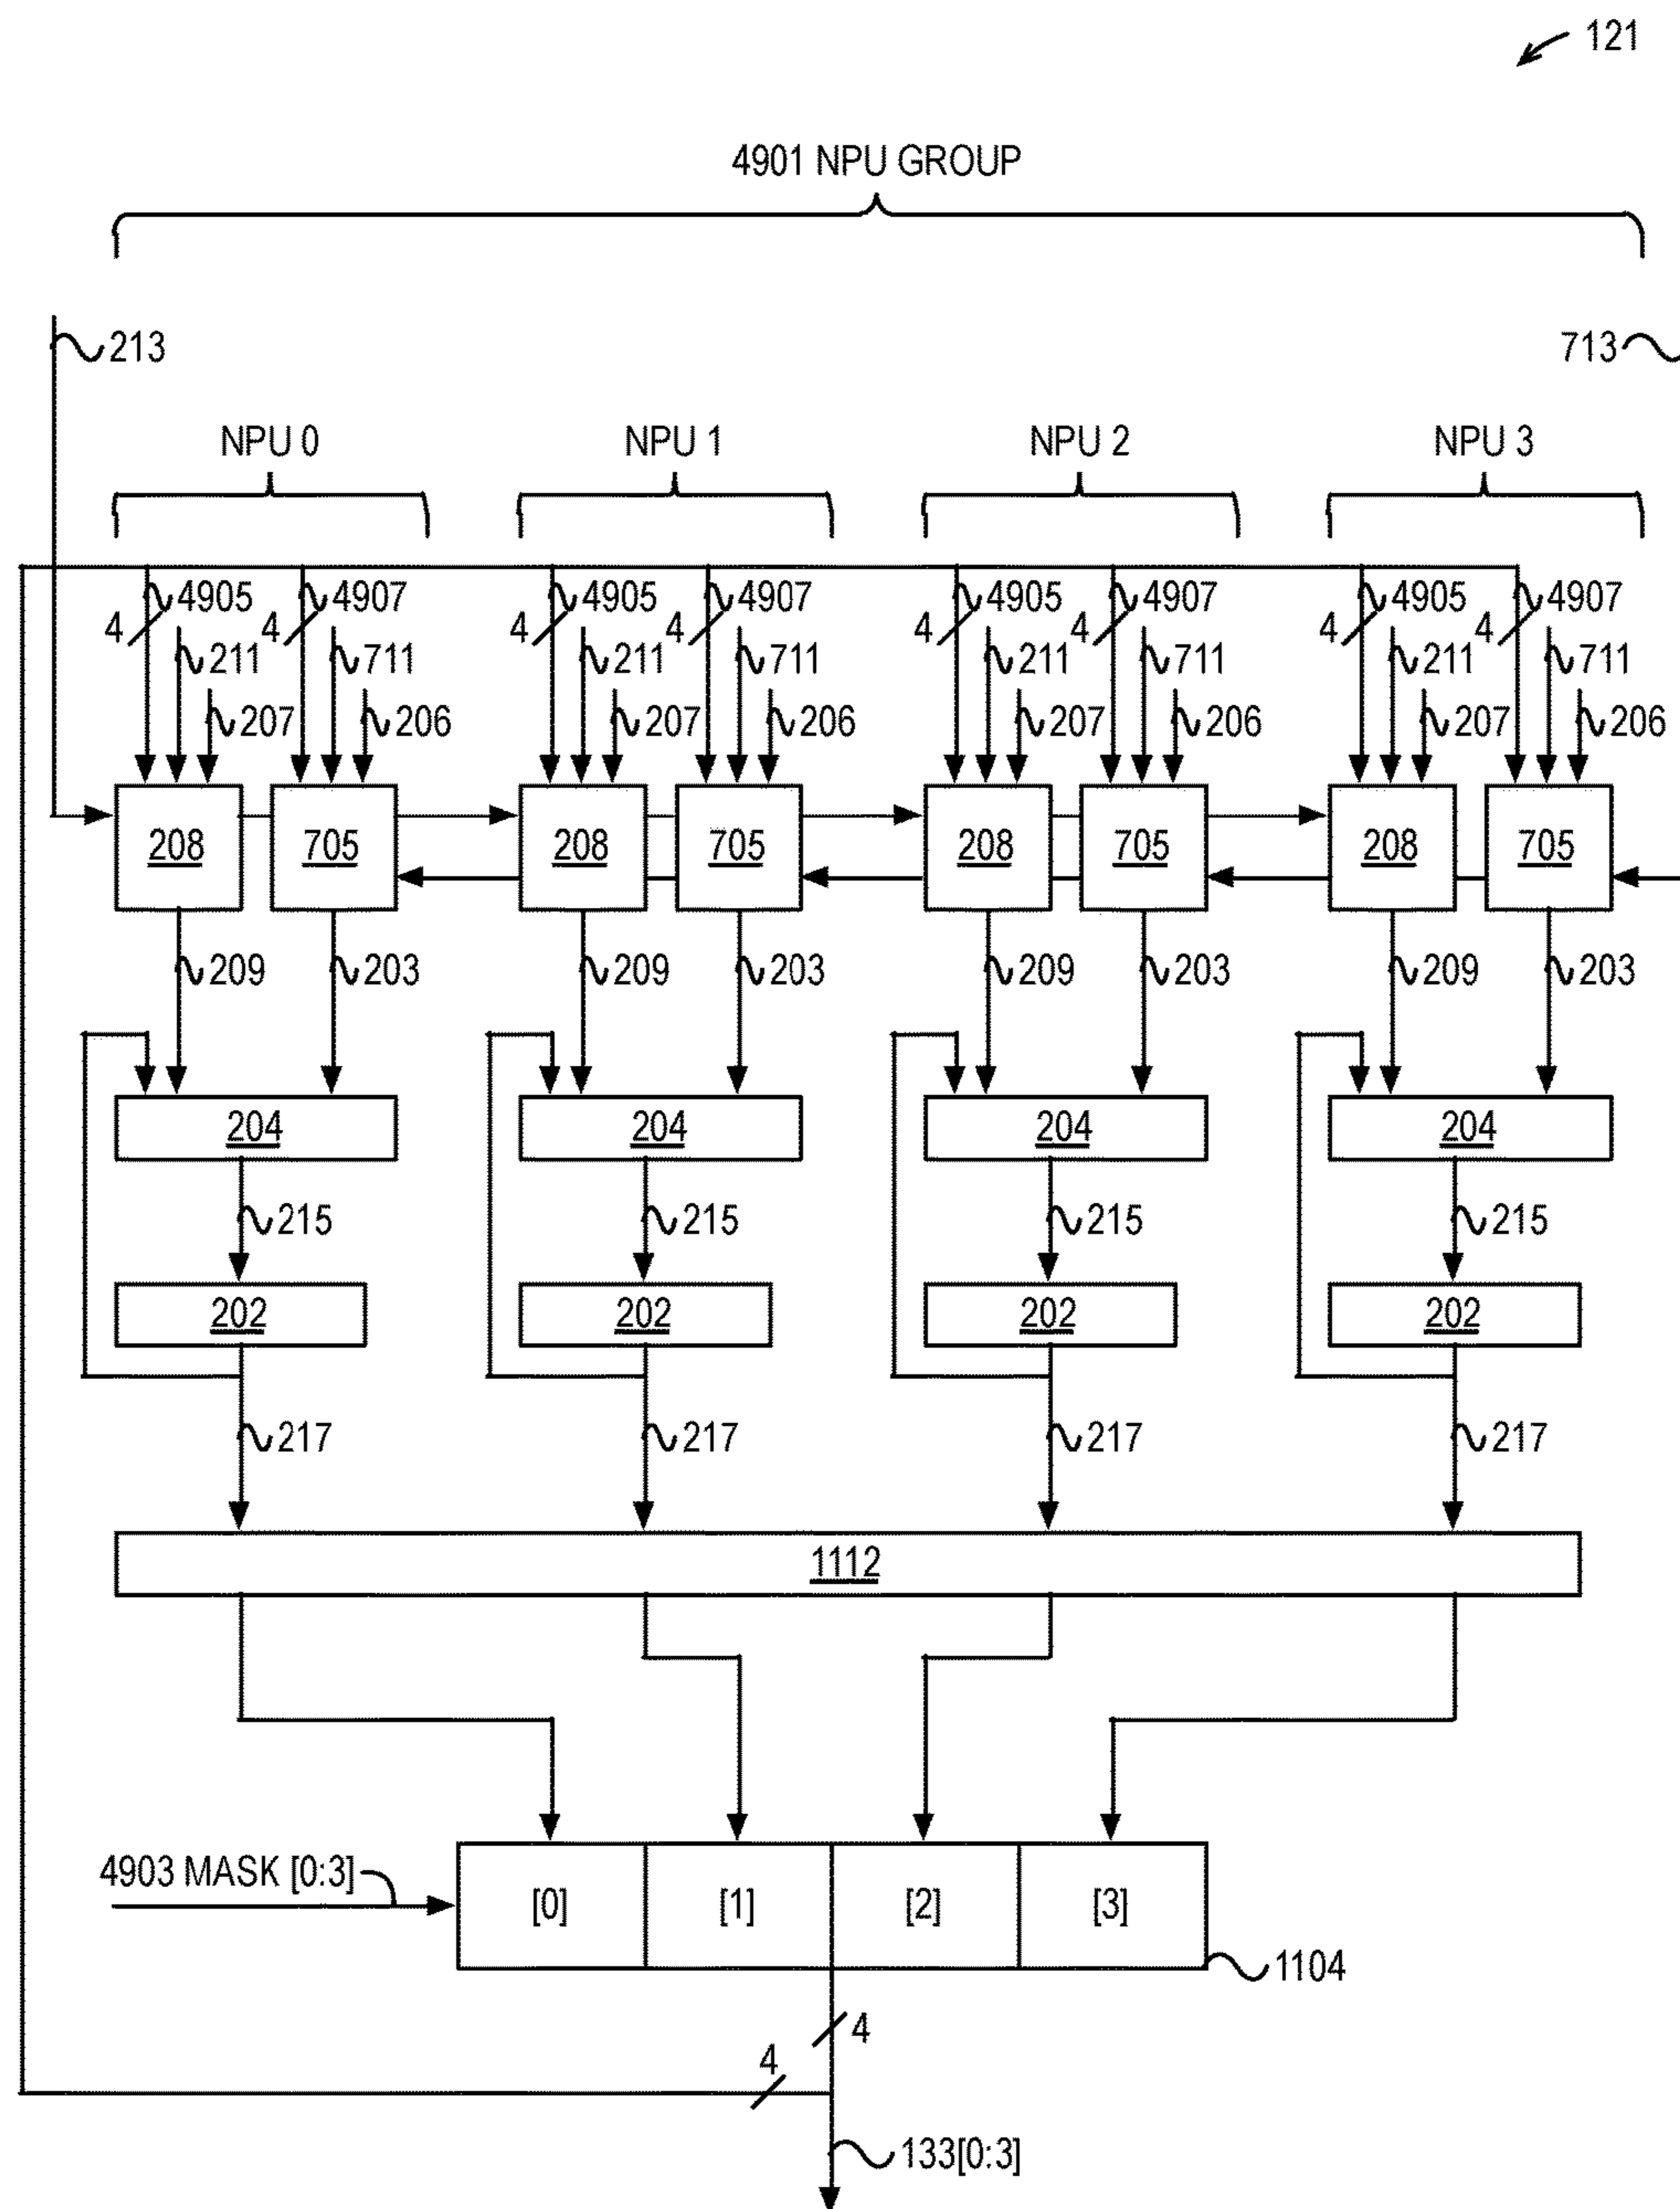 121
4901 NPU GROUP
213 713
NPU 0 NPU 1 NPU 2 NPU 3
4905 4907 4905 4907 4905 4907 4905 4907
4 4 4 4 4 4 4 4
211 711 211 711 211 711 211 711
207 206 207 206 207 206 207 206
208 705 208 705 208 705 208 705
209 203 209 203 209 203 209 203
204 204 204 204
215 215 215 215
202 202 202 202
217 217 217 217
1112
4903 MASK [0:3]
[0] [1] [2] [3]
1104
4
4
133[0:3]